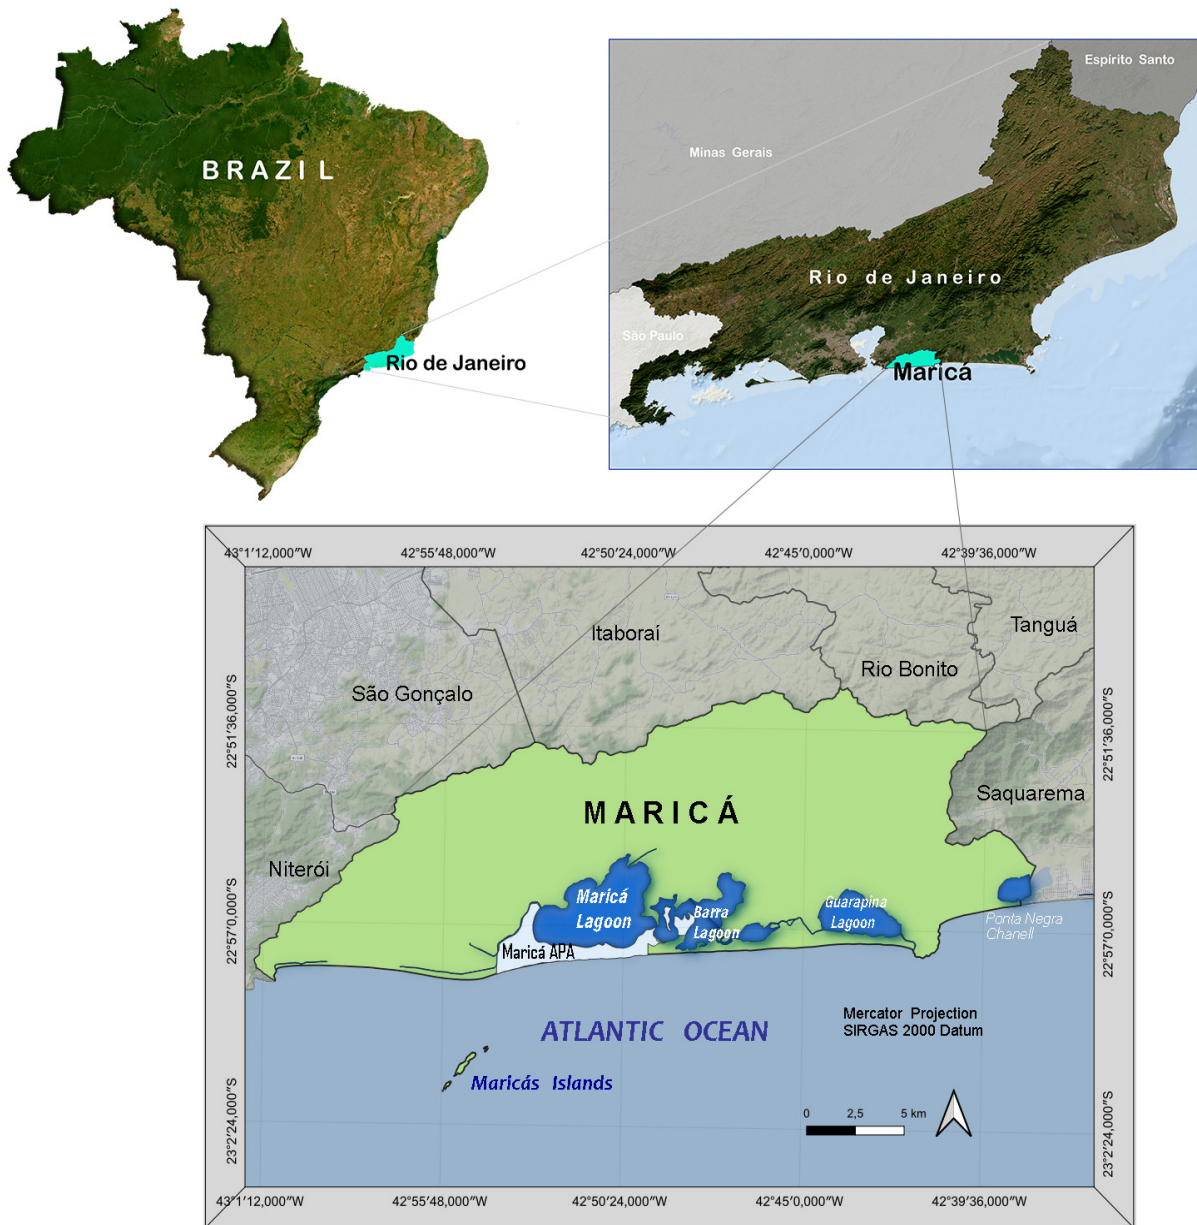 BRAZIL
Rio de Janeiro
Espírito Santo
Minas Gerais
Rio de Janeiro
São Paulo
Maricá
43°1'12,000"W 42°55'48,000"W 42°50'24,000"W 42°45'0,000"W 42°39'36,000"W
22°51'36,000"S
22°57'0,000"S
23°2'24,000"S
Itaboraí
Tanguá
Rio Bonito
São Gonçalo
Saquarema
MARICÁ
Niterói
Maricá
Lagoon
Barra
Lagoon
Guarapina
Lagoon
Ponta Negra
Chanell
Maricá APA
Mercator Projection
SIRGAS 2000 Datum
ATLANTIC OCEAN
Maricás Islands
0 2,5 5 km
22°51'36,000"S
22°57'0,000"S
23°2'24,000"S
43°1'12,000"W 42°55'48,000"W 42°50'24,000"W 42°45'0,000"W 42°39'36,000"W